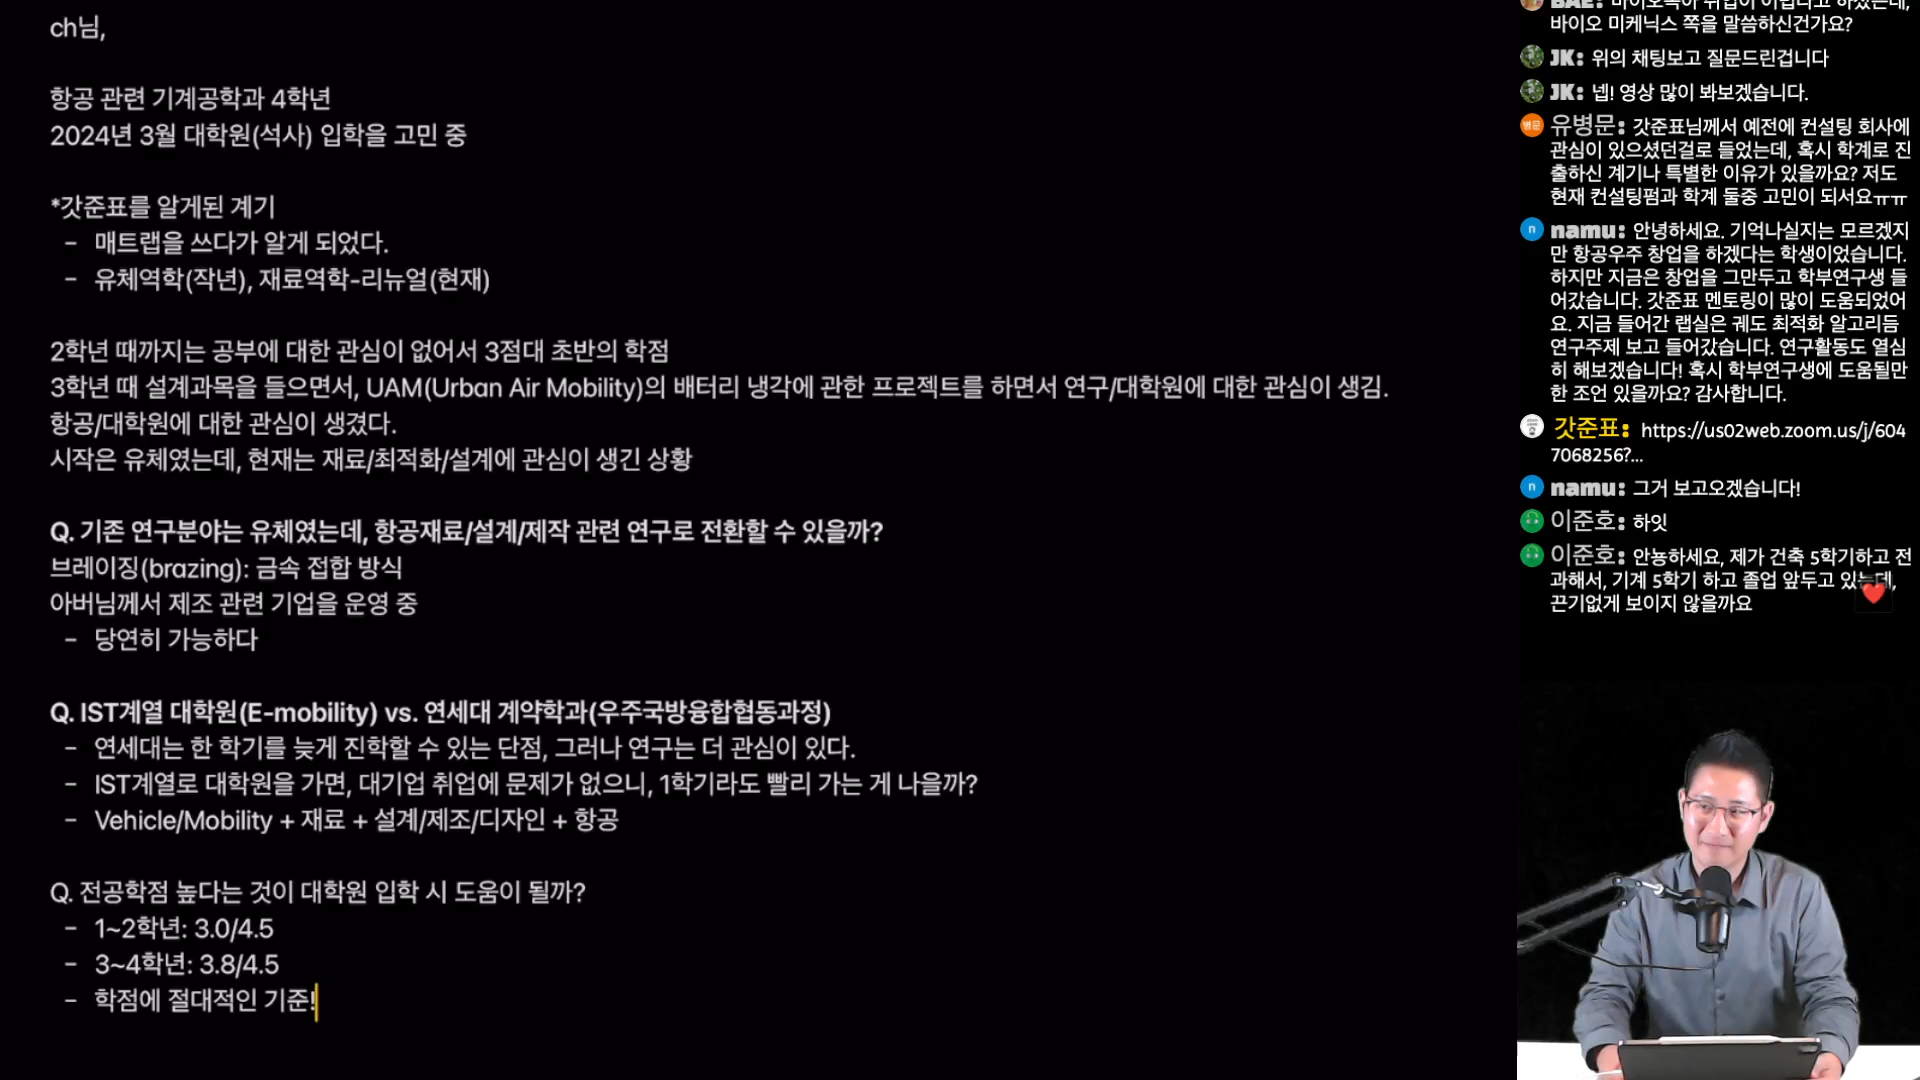 ch님,
항공 관련 기계공학과 4학년
2024년 3월 대학원(석사) 입학을 고민 중
*갓준표를 알게된 계기
- 매트랩을 쓰다가 알게 되었다.
- 유체역학(작년), 재료역학-리뉴얼(현재)
2학년 때까지는 공부에 대한 관심이 없어서 3점대 초반의 학점
3학년 때 설계과목을 들으면서, UAM(Urban Air Mobility)의 배터리 냉각에 관한 프로젝트를 하면서 연구/대학원에 대한 관심이 생김.
항공/대학원에 대한 관심이 생겼다.
시작은 유체였는데, 현재는 재료/최적화/설계에 관심이 생긴 상황
Q. 기존 연구분야는 유체였는데, 항공재료/설계/제작 관련 연구로 전환할 수 있을까?
브레이징(brazing): 금속 접합 방식
아버님께서 제조 관련 기업을 운영 중
- 당연히 가능하다
Q. IST계열 대학원(E-mobility) vs. 연세대 계약학과(우주국방융합협동과정)
- 연세대는 한 학기를 늦게 진학할 수 있는 단점, 그러나 연구는 더 관심이 있다.
- IST계열로 대학원을 가면, 대기업 취업에 문제가 없으니, 1학기라도 빨리 가는 게 나을까?
- Vehicle/Mobility + 재료 + 설계/제조/디자인 + 항공
Q. 전공학점 높다는 것이 대학원 입학 시 도움이 될까?
- 1~2학년: 3.0/4.5
- 3~4학년: 3.8/4.5
- 학점에 절대적인 기준!
바이오 미케닉스 쪽을 말씀하신건가요?
JK: 위의 채팅보고 질문드린겁니다
JK: 넵! 영상 많이 봐보겠습니다.
병문 유병문: 갓준표님께서 예전에 컨설팅 회사에
관심이 있으셨던걸로 들었는데, 혹시 학계로 진
출하신 계기나 특별한 이유가 있을까요? 저도
현재 컨설팅펌과 학계 둘중 고민이 되서요ㅠㅠ
n namu: 안녕하세요. 기억나실지는 모르겠지
만 항공우주 창업을 하겠다는 학생이었습니다.
하지만 지금은 창업을 그만두고 학부연구생 들
어갔습니다. 갓준표 멘토링이 많이 도움되었어
요. 지금 들어간 랩실은 궤도 최적화 알고리듬
연구주제 보고 들어갔습니다. 연구활동도 열심
히 해보겠습니다! 혹시 학부연구생에 도움될만
한 조언 있을까요? 감사합니다.
갓준표: https://us02web.zoom.us/j/604
7068256?...
n namu: 그거 보고오겠습니다!
이준호: 하잇
이준호: 안뇽하세요, 제가 건축 5학기하고 전
과해서, 기계 5학기 하고 졸업 앞두고 있는데,
끈기없게 보이지 않을까요